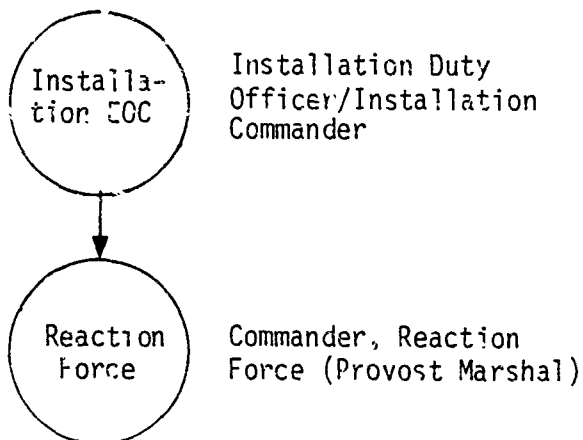 Installa-
tion EOC
Installation Duty
Officer/Installation
Commander
Reaction
Force
Commander, Reaction
Force (Provost Marshal)